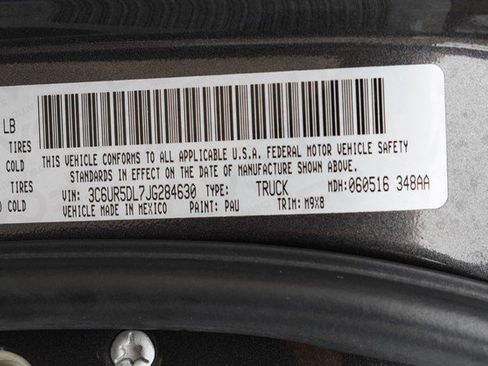 LB
TIRES
COLD
THIS VEHICLE CONFORMS TO ALL APPLICABLE U.S.A. FEDERAL MOTOR VEHICLE SAFETY
TIRES
STANDARDS IN EFFECT ON THE DATE OF MANUFACTURE SHOWN ABOVE.
COLD
VIN: 3C6UR5DL7JG284630 TYPE: TRUCK MDH: 060516 348AA
COLD
VEHICLE MADE IN MEXICO PAINT: PAU TRIM: M9X8